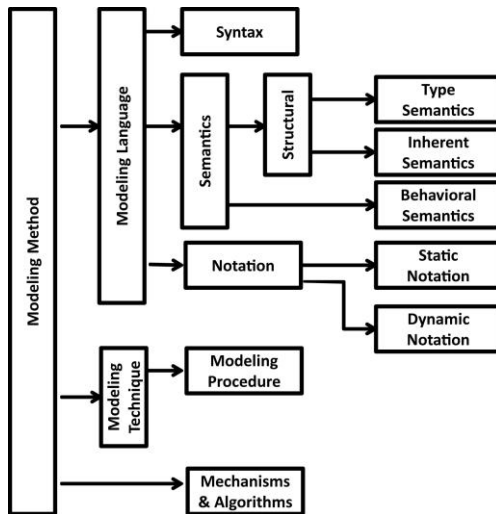 Modeling Method
Modeling Language
Syntax
Semantics
Structural
Type
Semantics
Inherent
Semantics
Behavioral
Semantics
Notation
Static
Notation
Dynamic
Notation
Modeling
Technique
Modeling
Procedure
Mechanisms
& Algorithms